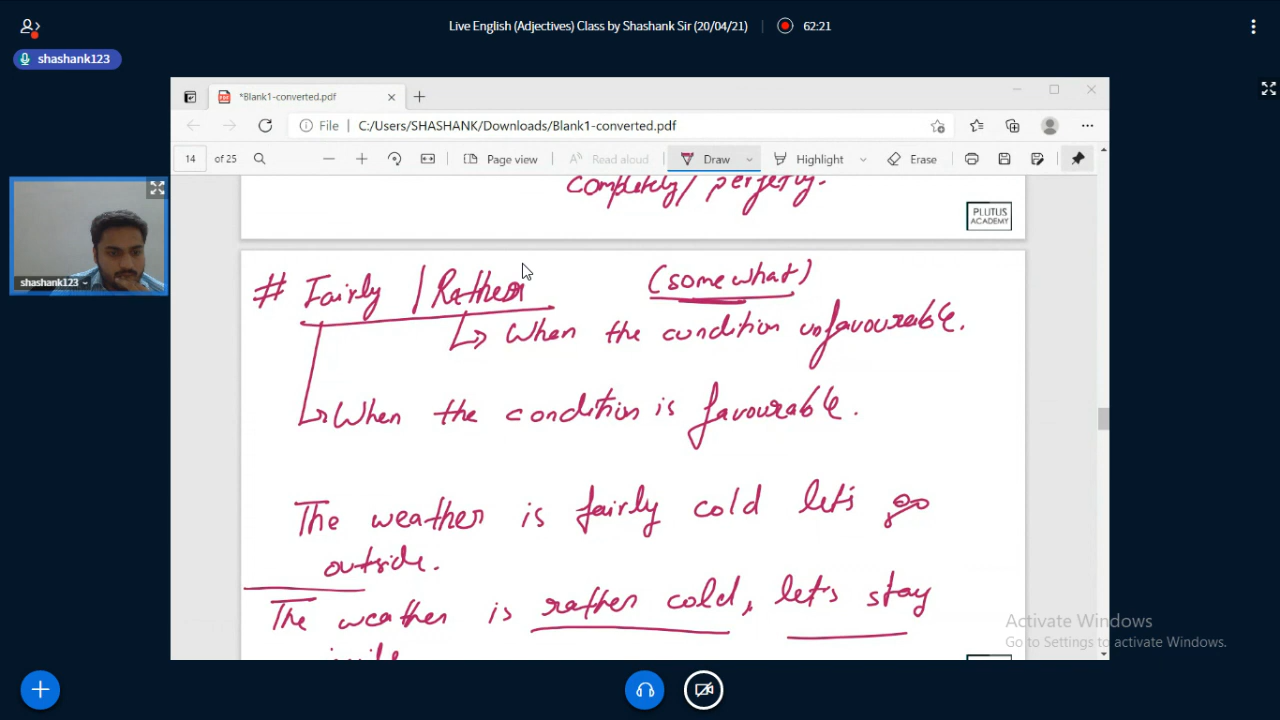 Live English (Adjectives) Class by Shashank Sir (20/04/21)
62:21
shashank123
*Blank1-converted.pdf
File
C:/Users/SHASHANK/Downloads/Blank1-converted.pdf
14 of 25
Page view
Read aloud
Draw
Highlight
Erase
completely/
PLUTUS
ACADEMY
shashank123
# Fairly / Rather (somewhat)
When the condition unfavourable.
When the condition is favourable.
The weather is fairly cold let's go
outside.
The weather is rather cold, let's stay
Activate Windows
Go to Settings to activate Windows.